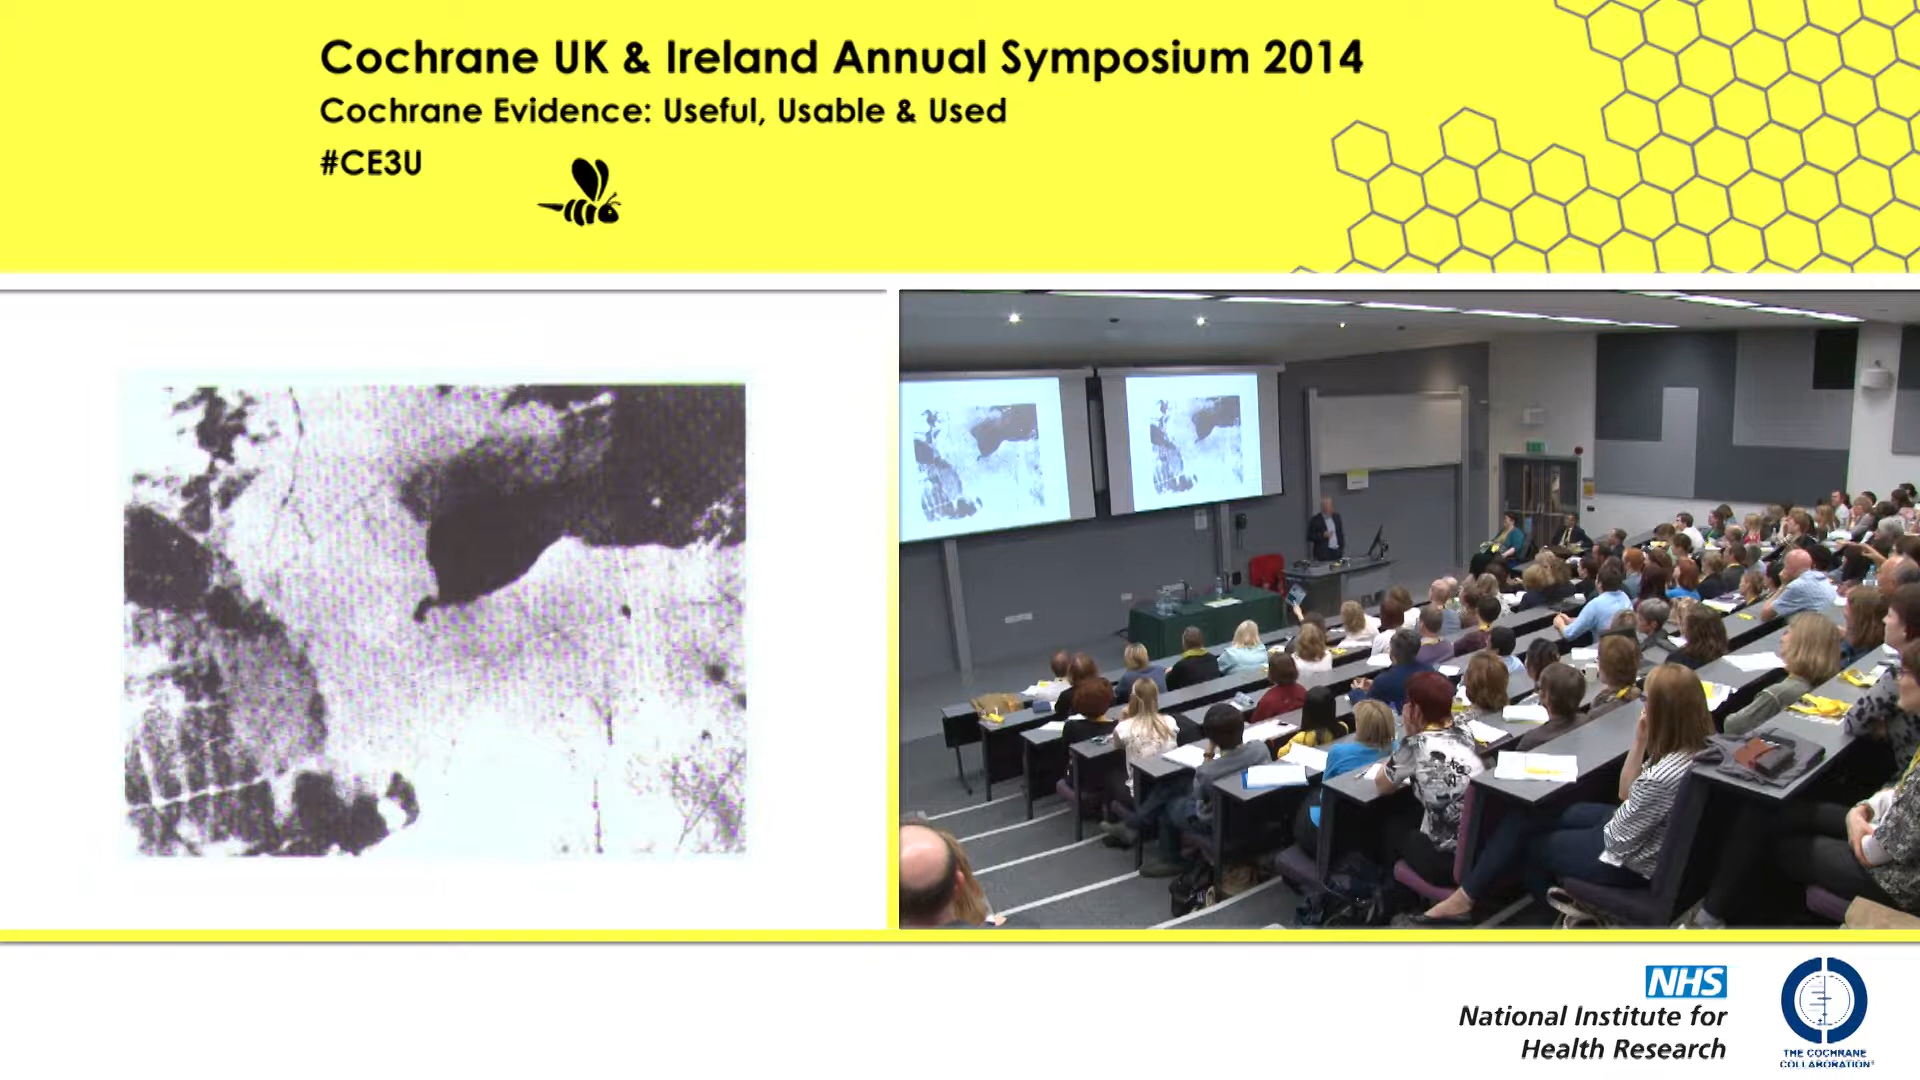 Cochrane UK & Ireland Annual Symposium 2014
Cochrane Evidence: Useful, Usable & Used
#CE3U
NHS
National Institute for
Health Research
THE COCHRANE
COLLABORATION®